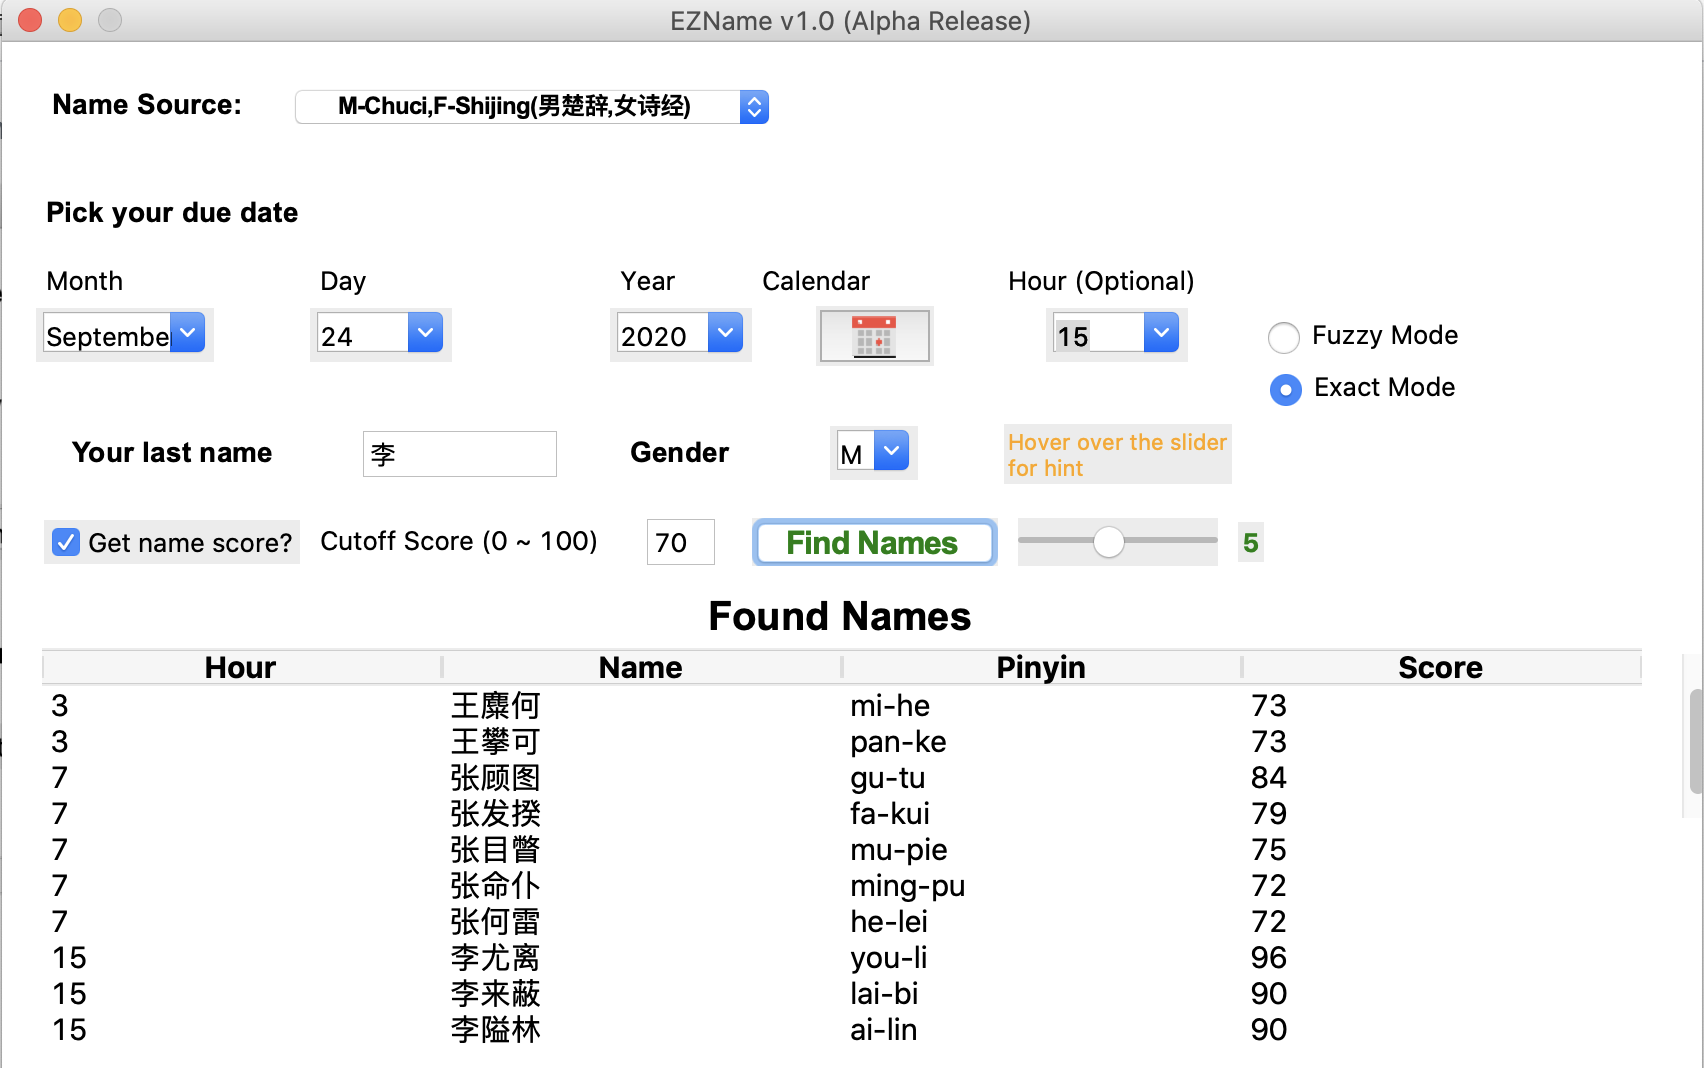 EZName v1.0 (Alpha Release)
Name Source: M-Chuci,F-Shijing(男楚辞,女诗经)
Pick your due date
Month Day Year Calendar Hour (Optional)
September 24 2020 15 Fuzzy Mode
Exact Mode
Your last name 李 Gender M Hover over the slider
for hint
Get name score? Cutoff Score (0 ~ 100) 70 Find Names 5
Found Names
Hour Name Pinyin Score
3 王麋何 mi-he 73
3 王攀可 pan-ke 73
7 张顾图 gu-tu 84
7 张发揆 fa-kui 79
7 张目瞥 mu-pie 75
7 张命仆 ming-pu 72
7 张何雷 he-lei 72
15 李尤离 you-li 96
15 李来蔽 lai-bi 90
15 李隘林 ai-lin 90